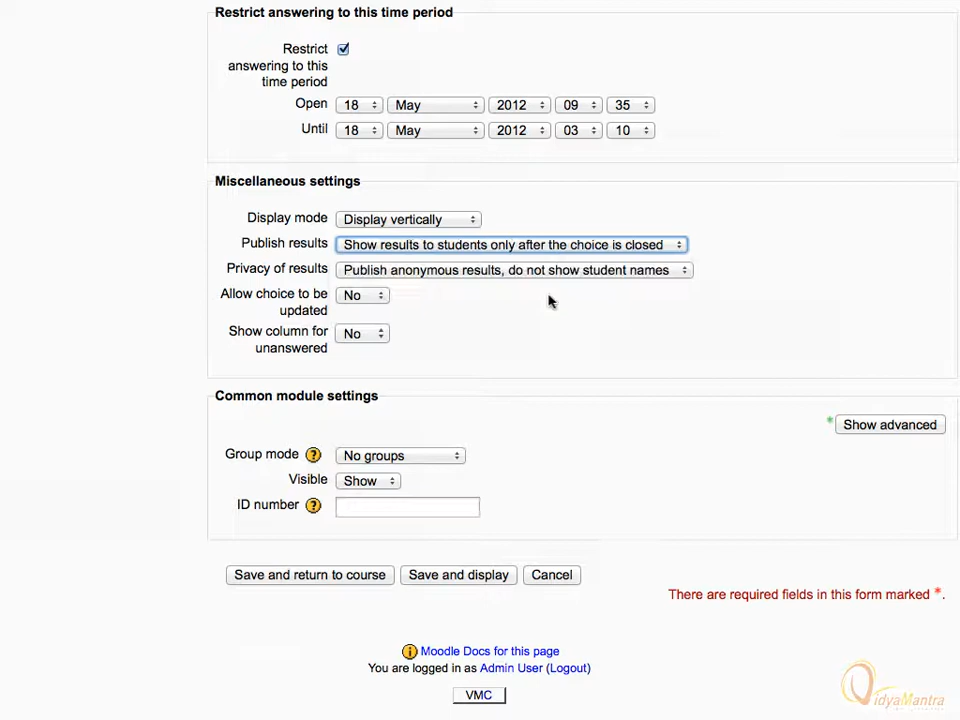 Restrict answering to this time period
Restrict
answering to this
time period
Open 18 May 2012 09 35
Until 18 May 2012 03 10
Miscellaneous settings
Display mode Display vertically
Publish results Show results to students only after the choice is closed
Privacy of results Publish anonymous results, do not show student names
Allow choice to be
updated No
Show column for
unanswered No
Common module settings
* Show advanced
Group mode ? No groups
Visible Show
ID number ?
Save and return to course Save and display Cancel
There are required fields in this form marked *.
i Moodle Docs for this page
You are logged in as Admin User (Logout)
VMC
VidyaMantra